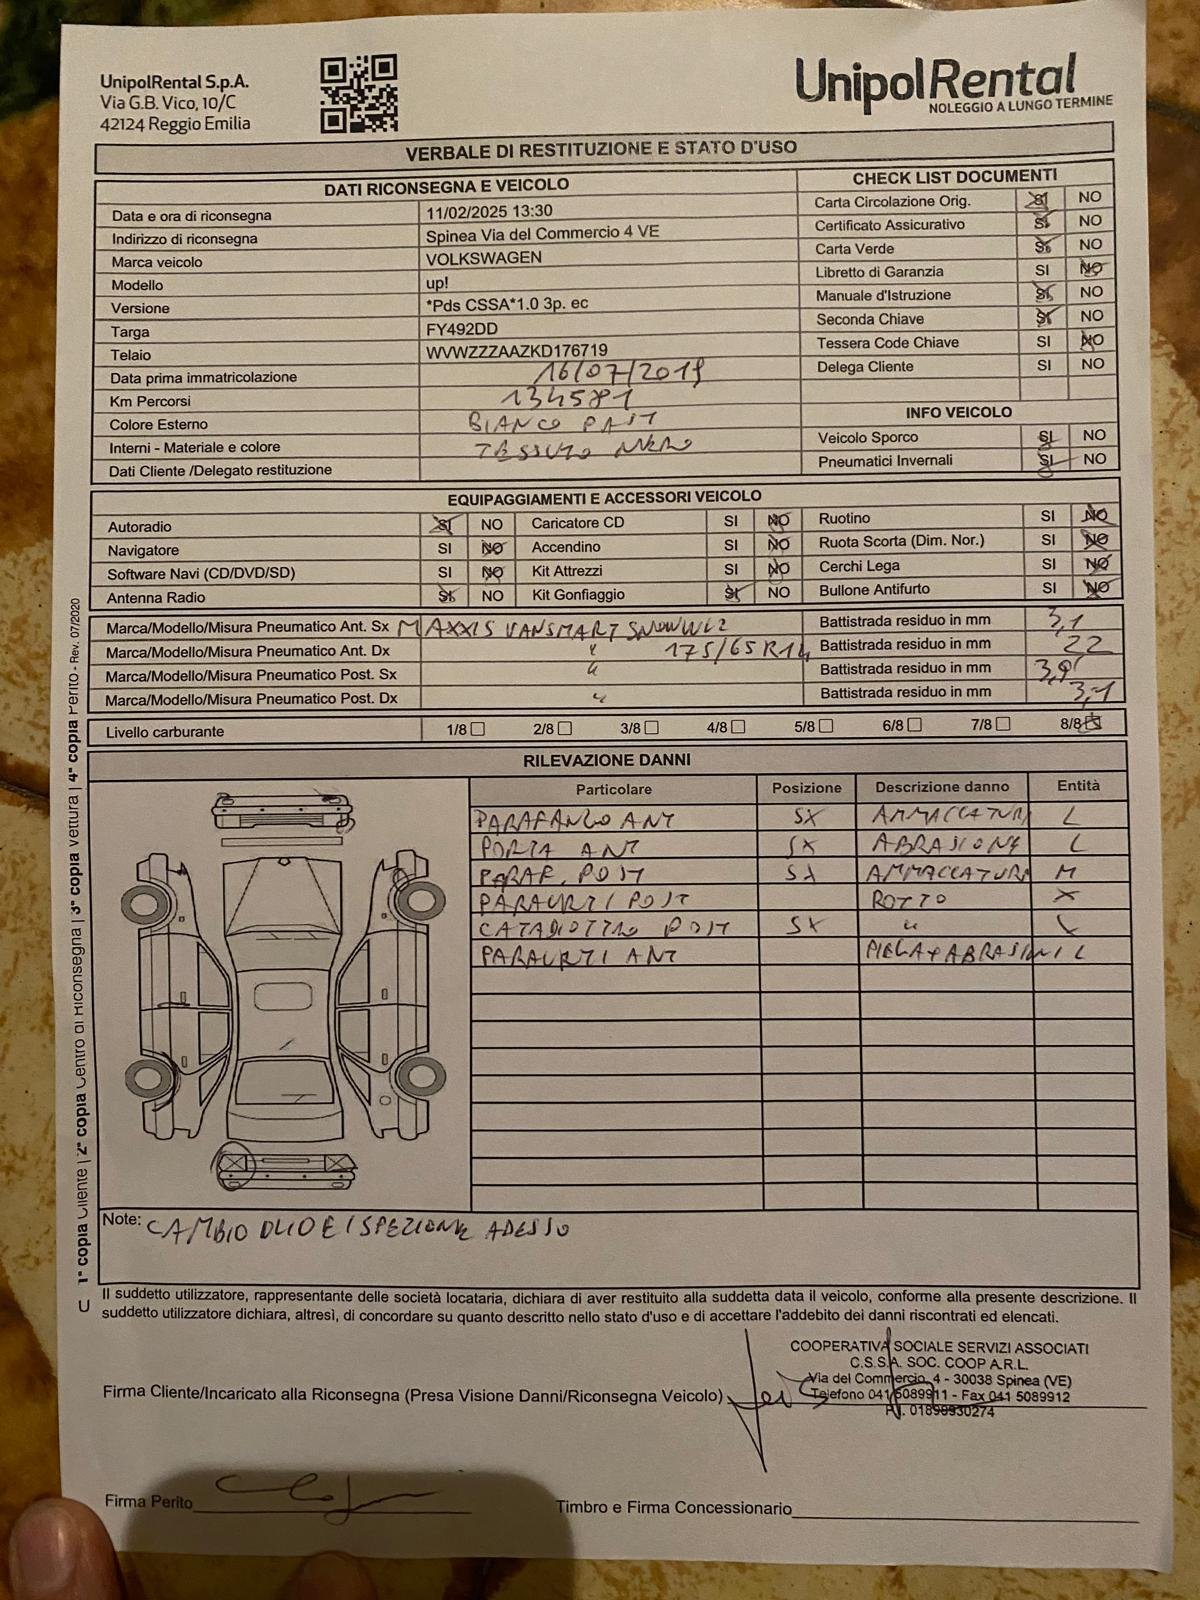 UnipolRental S.p.A.
Via G.B. Vico, 10/C
42124 Reggio Emilia
UnipolRental
NOLEGGIO A LUNGO TERMINE
VERBALE DI RESTITUZIONE E STATO D'USO
DATI RICONSEGNA E VEICOLO
Data e ora di riconsegna 11/02/2025 13:30
Indirizzo di riconsegna Spinea Via del Commercio 4 VE
Marca veicolo VOLKSWAGEN
Modello up!
Versione *Pds CSSA*1.0 3p. ec
Targa FY492DD
Telaio WVWZZZAAZKD176719
Data prima immatricolazione 16/07/2019
Km Percorsi 134581
Colore Esterno BIANCO PAST
Interni - Materiale e colore TESSUTO NERO
Dati Cliente /Delegato restituzione
CHECK LIST DOCUMENTI
Carta Circolazione Orig. SI NO
Certificato Assicurativo SI NO
Carta Verde SI NO
Libretto di Garanzia SI NO
Manuale d'Istruzione SI NO
Seconda Chiave SI NO
Tessera Code Chiave SI NO
Delega Cliente SI NO
INFO VEICOLO
Veicolo Sporco SI NO
Pneumatici Invernali SI NO
EQUIPAGGIAMENTI E ACCESSORI VEICOLO
Autoradio SI NO Caricatore CD SI NO Ruotino SI NO
Navigatore SI NO Accendino SI NO Ruota Scorta (Dim. Nor.) SI NO
Software Navi (CD/DVD/SD) SI NO Kit Attrezzi SI NO Cerchi Lega SI NO
Antenna Radio SI NO Kit Gonfiaggio SI NO Bullone Antifurto SI NO
Marca/Modello/Misura Pneumatico Ant. Sx MAXXIS VANSMART SNOW WL2 Battistrada residuo in mm 3,1
Marca/Modello/Misura Pneumatico Ant. Dx " 175/65 R14 Battistrada residuo in mm 22
Marca/Modello/Misura Pneumatico Post. Sx " Battistrada residuo in mm 3,9
Marca/Modello/Misura Pneumatico Post. Dx " Battistrada residuo in mm 3,1
Livello carburante 1/8 2/8 3/8 4/8 5/8 6/8 7/8 8/8
RILEVAZIONE DANNI
Particolare Posizione Descrizione danno Entità
PARAFANGO ANT SX AMMACCATURA L
PORTA ANT SX ABRASIONE L
PARAF. POST SX AMMACCATURA M
PARAURTI POST ROTTO X
CATADIOTTRO POST SX "
PARAURTI ANT PIEGA+ABRASIONI L
Note: CAMBIO OLIO E ISPEZIONE ADESSO
Il suddetto utilizzatore, rappresentante delle società locataria, dichiara di aver restituito alla suddetta data il veicolo, conforme alla presente descrizione. Il
suddetto utilizzatore dichiara, altresì, di concordare su quanto descritto nello stato d'uso e di accettare l'addebito dei danni riscontrati ed elencati.
COOPERATIVA SOCIALE SERVIZI ASSOCIATI
C.S.S.A. SOC. COOP A.R.L.
Via del Commercio, 4 - 30038 Spinea (VE)
Telefono 041 5089911 - Fax 041 5089912
P.I. 01898930274
Firma Cliente/Incaricato alla Riconsegna (Presa Visione Danni/Riconsegna Veicolo)
Firma Perito
Timbro e Firma Concessionario
1ª copia Cliente | 2ª copia Centro di Riconsegna | 3ª copia Vettura | 4ª copia Perito - Rev. 07/2020